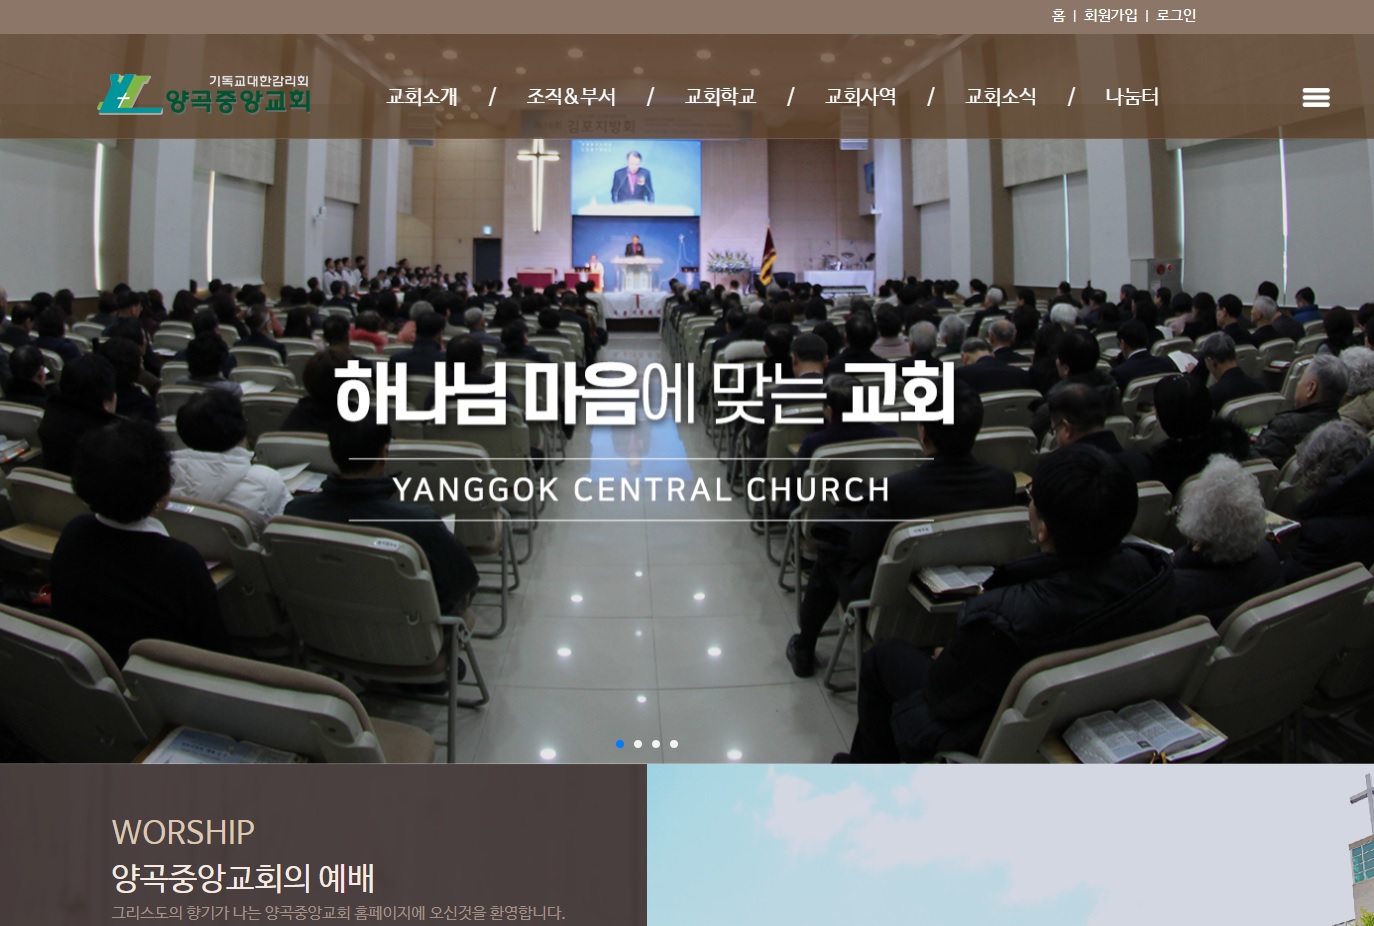 홈 | 회원가입 | 로그인
기독교대한감리회
양곡중앙교회
교회소개 / 조직&부서 / 교회학교 / 교회사역 / 교회소식 / 나눔터
김포지방회
하나님 마음에 맞는 교회
YANGGOK CENTRAL CHURCH
WORSHIP
양곡중앙교회의 예배
그리스도의 향기가 나는 양곡중앙교회 홈페이지에 오신것을 환영합니다.